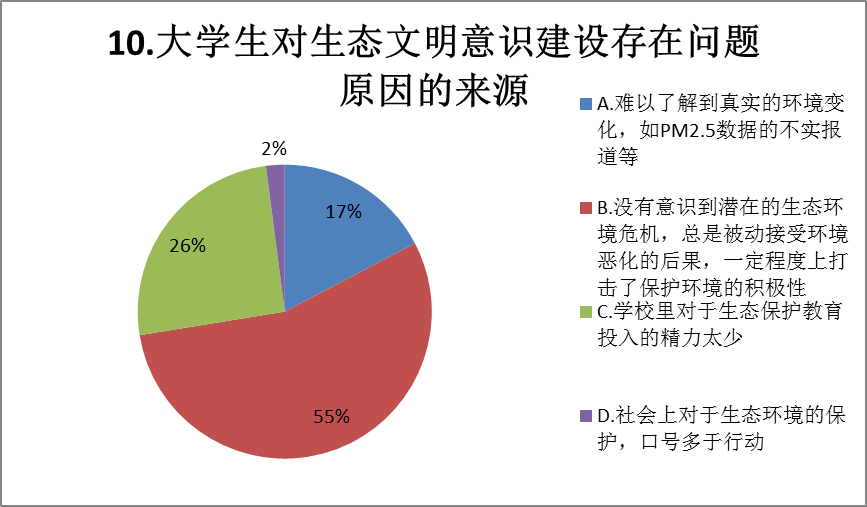 10.大学生对生态文明意识建设存在问题
原因的来源
2%
17%
26%
55%
A.难以了解到真实的环境变
化，如PM2.5数据的不实报
道等
B.没有意识到潜在的生态环
境危机，总是被动接受环境
恶化的后果，一定程度上打
击了保护环境的积极性
C.学校里对于生态保护教育
投入的精力太少
D.社会上对于生态环境的保
护，口号多于行动